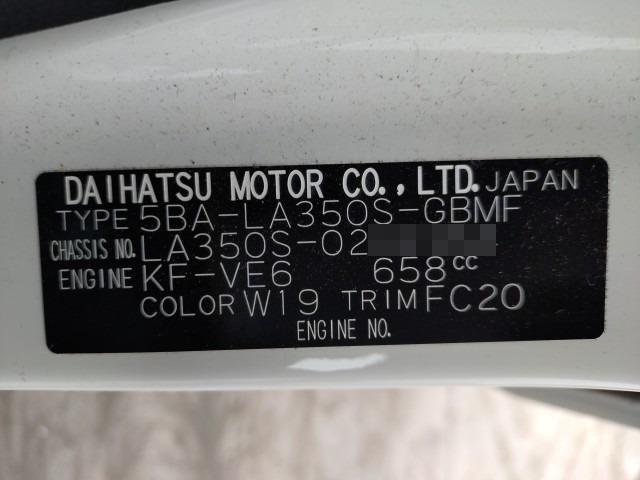 DAIHATSU MOTOR CO., LTD. JAPAN
TYPE 5BA-LA350S-GBMF
CHASSIS NO. LA350S-02
ENGINE KF-VE6 658cc
COLOR W19 TRIM FC20
ENGINE NO.